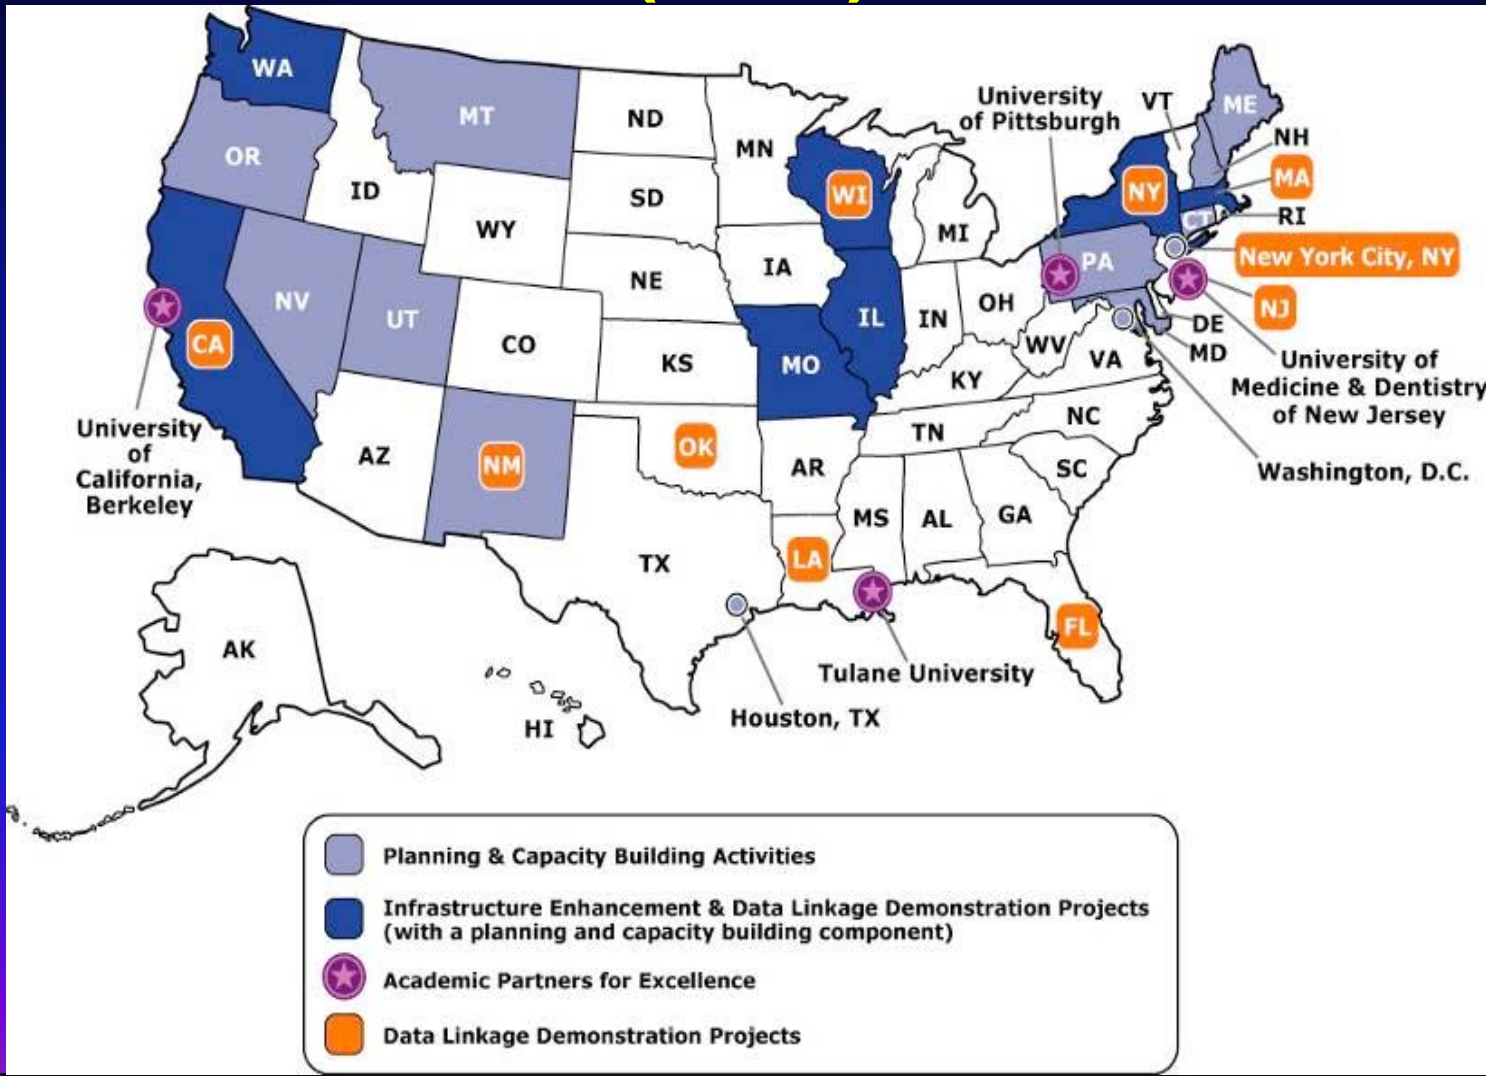 WA
MT
ND
MN
OR
ID
SD
WY
WI
MI
University
of Pittsburgh
VT
ME
NH
NY
MA
CT
RI
New York City, NY
PA
NJ
DE
MD
University of
Medicine & Dentistry
of New Jersey
Washington, D.C.
NE
IA
NV
UT
CO
KS
MO
IL
IN
OH
WV
VA
KY
CA
University
of
California,
Berkeley
AZ
NM
OK
AR
TN
NC
SC
MS
AL
GA
TX
LA
FL
Tulane University
Houston, TX
AK
HI
Planning & Capacity Building Activities
Infrastructure Enhancement & Data Linkage Demonstration Projects
(with a planning and capacity building component)
Academic Partners for Excellence
Data Linkage Demonstration Projects